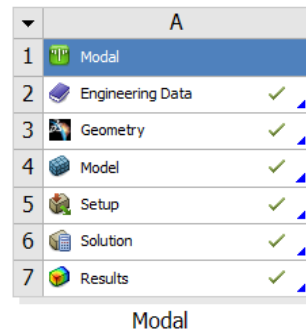 A
1 Modal
2 Engineering Data
3 Geometry
4 Model
5 Setup
6 Solution
7 Results
Modal